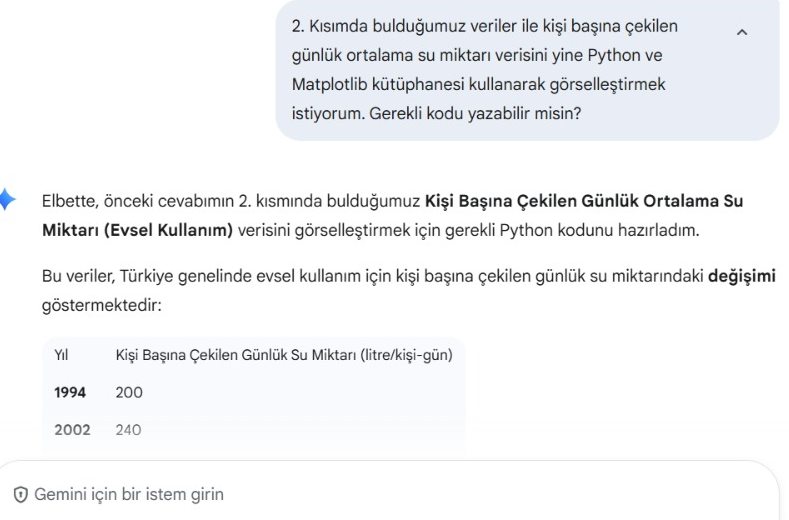 2. Kısımda bulduğumuz veriler ile kişi başına çekilen
günlük ortalama su miktarı verisini yine Python ve
Matplotlib kütüphanesi kullanarak görselleştirmek
istiyorum. Gerekli kodu yazabilir misin?
Elbette, önceki cevabımın 2. kısmında bulduğumuz Kişi Başına Çekilen Günlük Ortalama Su
Miktarı (Evsel Kullanım) verisini görselleştirmek için gerekli Python kodunu hazırladım.
Bu veriler, Türkiye genelinde evsel kullanım için kişi başına çekilen günlük su miktarındaki değişimi
göstermektedir:
Yıl Kişi Başına Çekilen Günlük Su Miktarı (litre/kişi-gün)
1994 200
2002 240
Gemini için bir istem girin